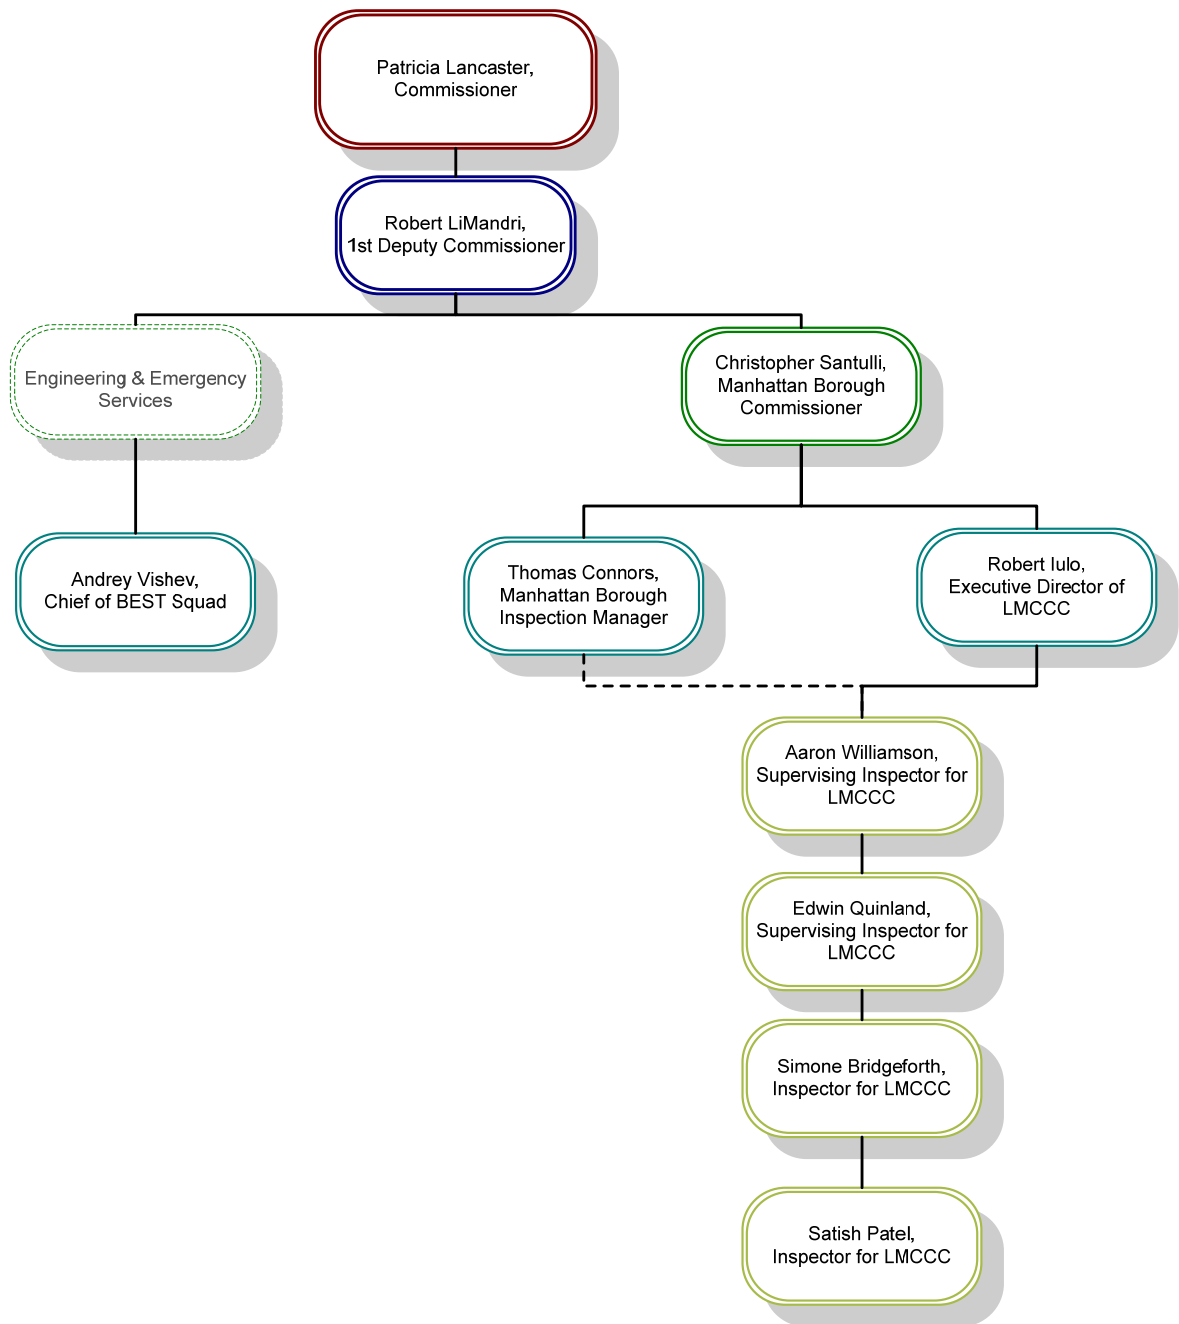 Patricia Lancaster,
Commissioner
Robert LiMandri,
1st Deputy Commissioner
Engineering & Emergency
Services
Christopher Santulli,
Manhattan Borough
Commissioner
Andrey Vishev,
Chief of BEST Squad
Thomas Connors,
Manhattan Borough
Inspection Manager
Robert Iulo,
Executive Director of
LMCCC
Aaron Williamson,
Supervising Inspector for
LMCCC
Edwin Quinland,
Supervising Inspector for
LMCCC
Simone Bridgeforth,
Inspector for LMCCC
Satish Patel,
Inspector for LMCCC